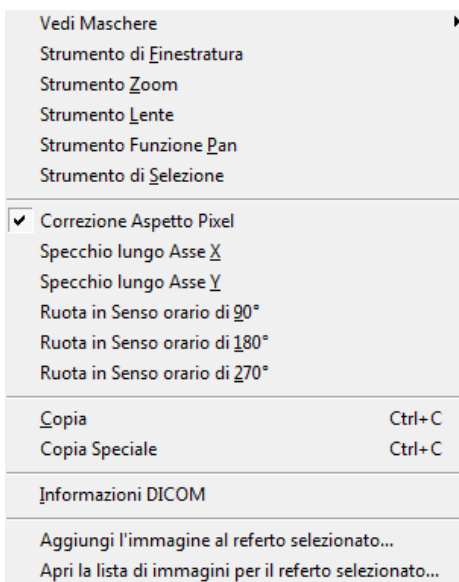 Vedi Maschere
Strumento di Finestratura
Strumento Zoom
Strumento Lente
Strumento Funzione Pan
Strumento di Selezione
Correzione Aspetto Pixel
Specchio lungo Asse X
Specchio lungo Asse Y
Ruota in Senso orario di 90°
Ruota in Senso orario di 180°
Ruota in Senso orario di 270°
Copia Ctrl+C
Copia Speciale Ctrl+C
Informazioni DICOM
Aggiungi l'immagine al referto selezionato...
Apri la lista di immagini per il referto selezionato...